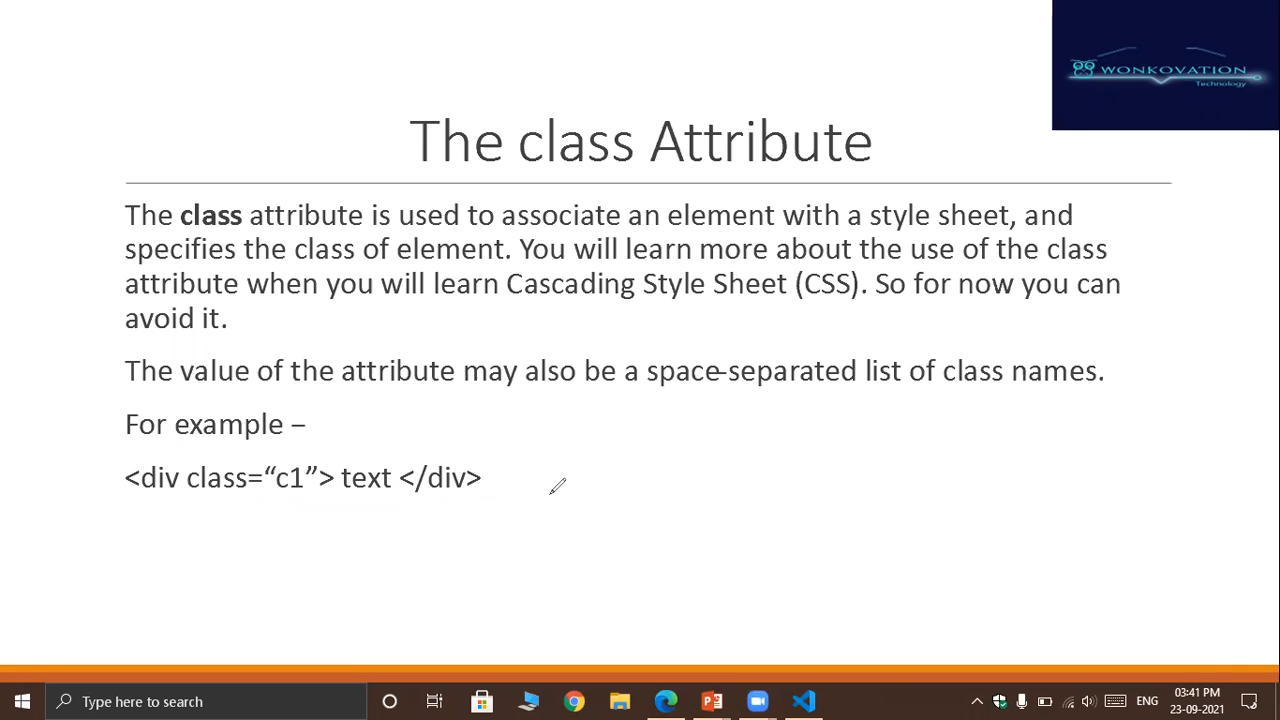 WONKOVATION
Technology
The class Attribute
The class attribute is used to associate an element with a style sheet, and
specifies the class of element. You will learn more about the use of the class
attribute when you will learn Cascading Style Sheet (CSS). So for now you can
avoid it.
The value of the attribute may also be a space-separated list of class names.
For example –
<div class=“c1”> text </div>
Type here to search
ENG
03:41 PM
23-09-2021